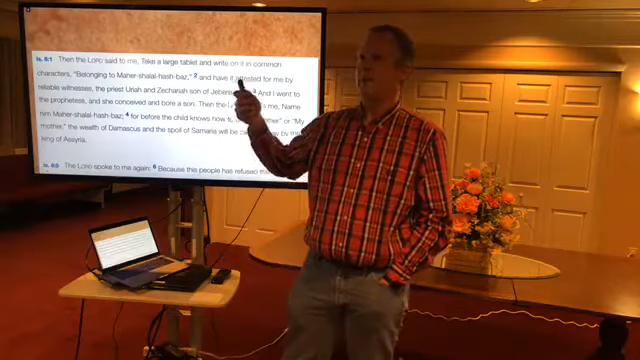 Is. 8:1 Then the LORD said to me, Take a large tablet and write on it in common
characters, "Belonging to Maher-shalal-hash-baz," 2 and have it attested for me by
reliable witnesses, the priest Uriah and Zechariah son of 3 And I went to
the prophetess, and she conceived and bore a son. Then the me, Name
him Maher-shalal-hash-baz; 4 for before the child knows how or "My
mother," the wealth of Damascus and the spoil of Samaria will be by the
king of Assyria.
Is. 8:5 The LORD spoke to me again: 6 Because this people has refused